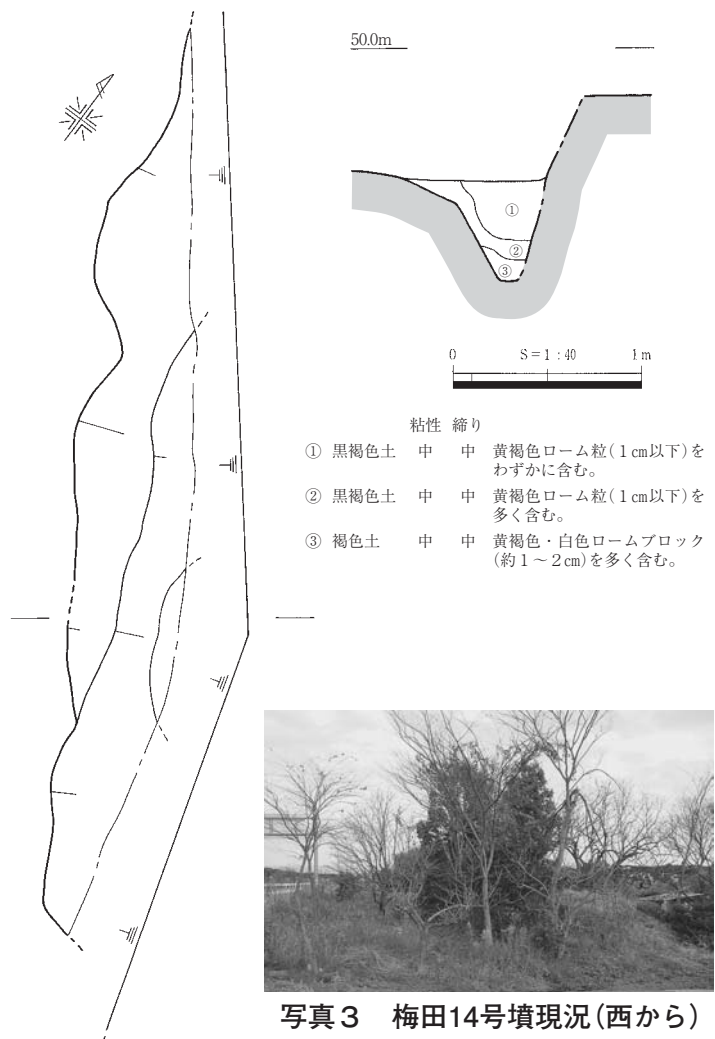 50.0m
①
②
③
0 S=1:40 1m
粘性 締り
① 黒褐色土 中 中 黄褐色ローム粒(1㎝以下)を
わずかに含む。
② 黒褐色土 中 中 黄褐色ローム粒(1㎝以下)を
多く含む。
③ 褐色土 中 中 黄褐色・白色ロームブロック
(約1～2㎝)を多く含む。
写真3 梅田14号墳現況(西から)